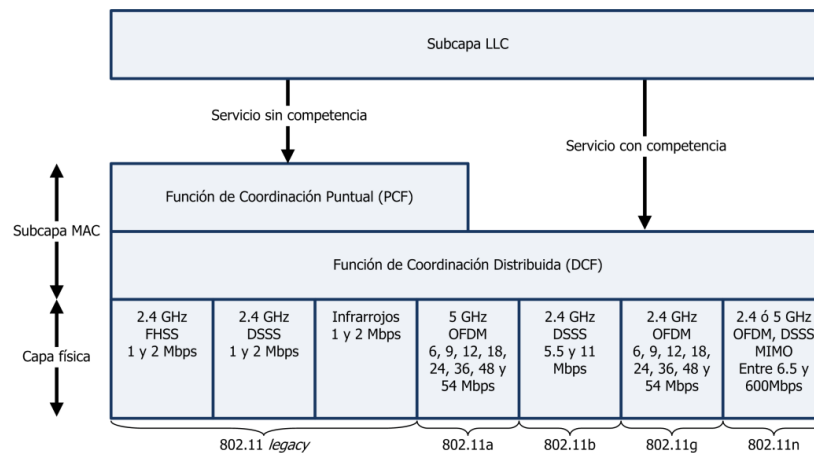 Subcapa LLC
Servicio sin competencia
Servicio con competencia
Función de Coordinación Puntual (PCF)
Subcapa MAC
Función de Coordinación Distribuida (DCF)
Capa física
2.4 GHz
FHSS
1 y 2 Mbps
2.4 GHz
DSSS
1 y 2 Mbps
Infrarrojos
1 y 2 Mbps
5 GHz
OFDM
6, 9, 12, 18,
24, 36, 48 y
54 Mbps
2.4 GHz
DSSS
5.5 y 11
Mbps
2.4 GHz
OFDM
6, 9, 12, 18,
24, 36, 48 y
54 Mbps
2.4 ó 5 GHz
OFDM, DSSS
MIMO
Entre 6.5 y
600Mbps
802.11 legacy
802.11a
802.11b
802.11g
802.11n